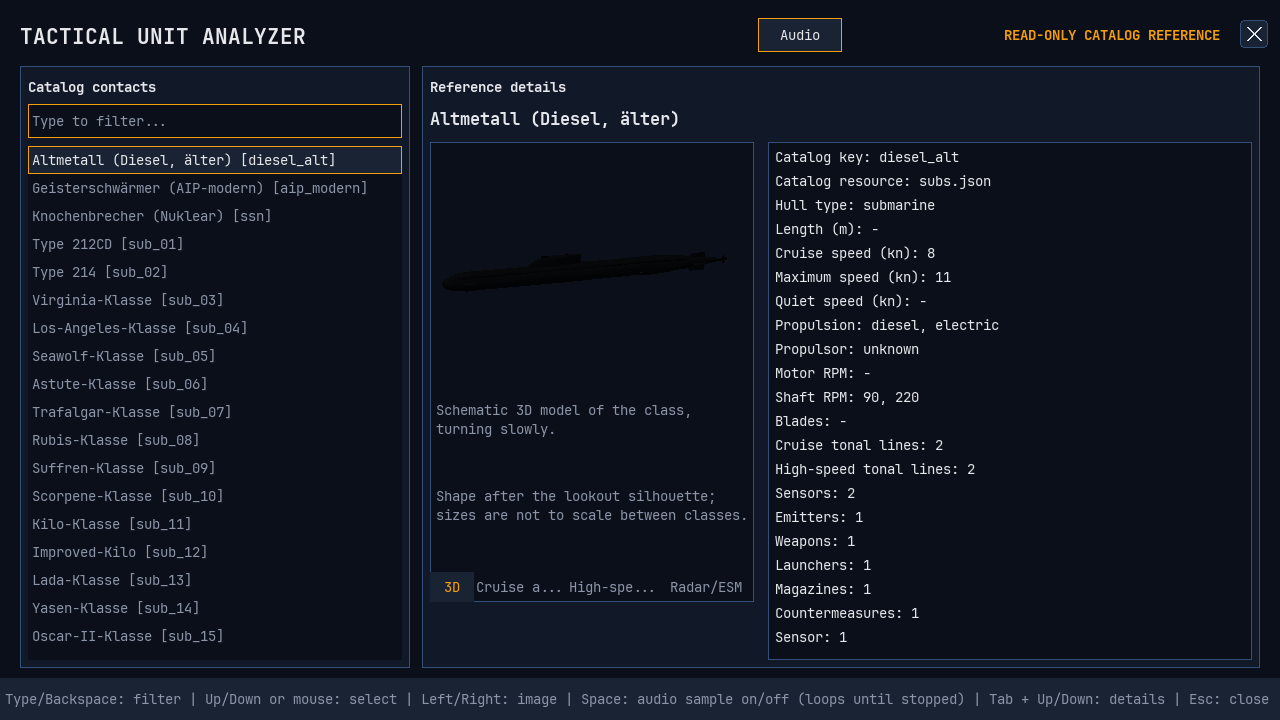 TACTICAL UNIT ANALYZER
Audio
READ-ONLY CATALOG REFERENCE
Catalog contacts
Type to filter...
Altmetall (Diesel, älter) [diesel_alt]
Geisterschwärmer (AIP-modern) [aip_modern]
Knochenbrecher (Nuklear) [ssn]
Type 212CD [sub_01]
Type 214 [sub_02]
Virginia-Klasse [sub_03]
Los-Angeles-Klasse [sub_04]
Seawolf-Klasse [sub_05]
Astute-Klasse [sub_06]
Trafalgar-Klasse [sub_07]
Rubis-Klasse [sub_08]
Suffren-Klasse [sub_09]
Scorpene-Klasse [sub_10]
Kilo-Klasse [sub_11]
Improved-Kilo [sub_12]
Lada-Klasse [sub_13]
Yasen-Klasse [sub_14]
Oscar-II-Klasse [sub_15]
Reference details
Altmetall (Diesel, älter)
Schematic 3D model of the class,
turning slowly.
Shape after the lookout silhouette;
sizes are not to scale between classes.
3D Cruise a... High-spe... Radar/ESM
Catalog key: diesel_alt
Catalog resource: subs.json
Hull type: submarine
Length (m): -
Cruise speed (kn): 8
Maximum speed (kn): 11
Quiet speed (kn): -
Propulsion: diesel, electric
Propulsor: unknown
Motor RPM: -
Shaft RPM: 90, 220
Blades: -
Cruise tonal lines: 2
High-speed tonal lines: 2
Sensors: 2
Emitters: 1
Weapons: 1
Launchers: 1
Magazines: 1
Countermeasures: 1
Sensor: 1
Type/Backspace: filter | Up/Down or mouse: select | Left/Right: image | Space: audio sample on/off (loops until stopped) | Tab + Up/Down: details | Esc: close